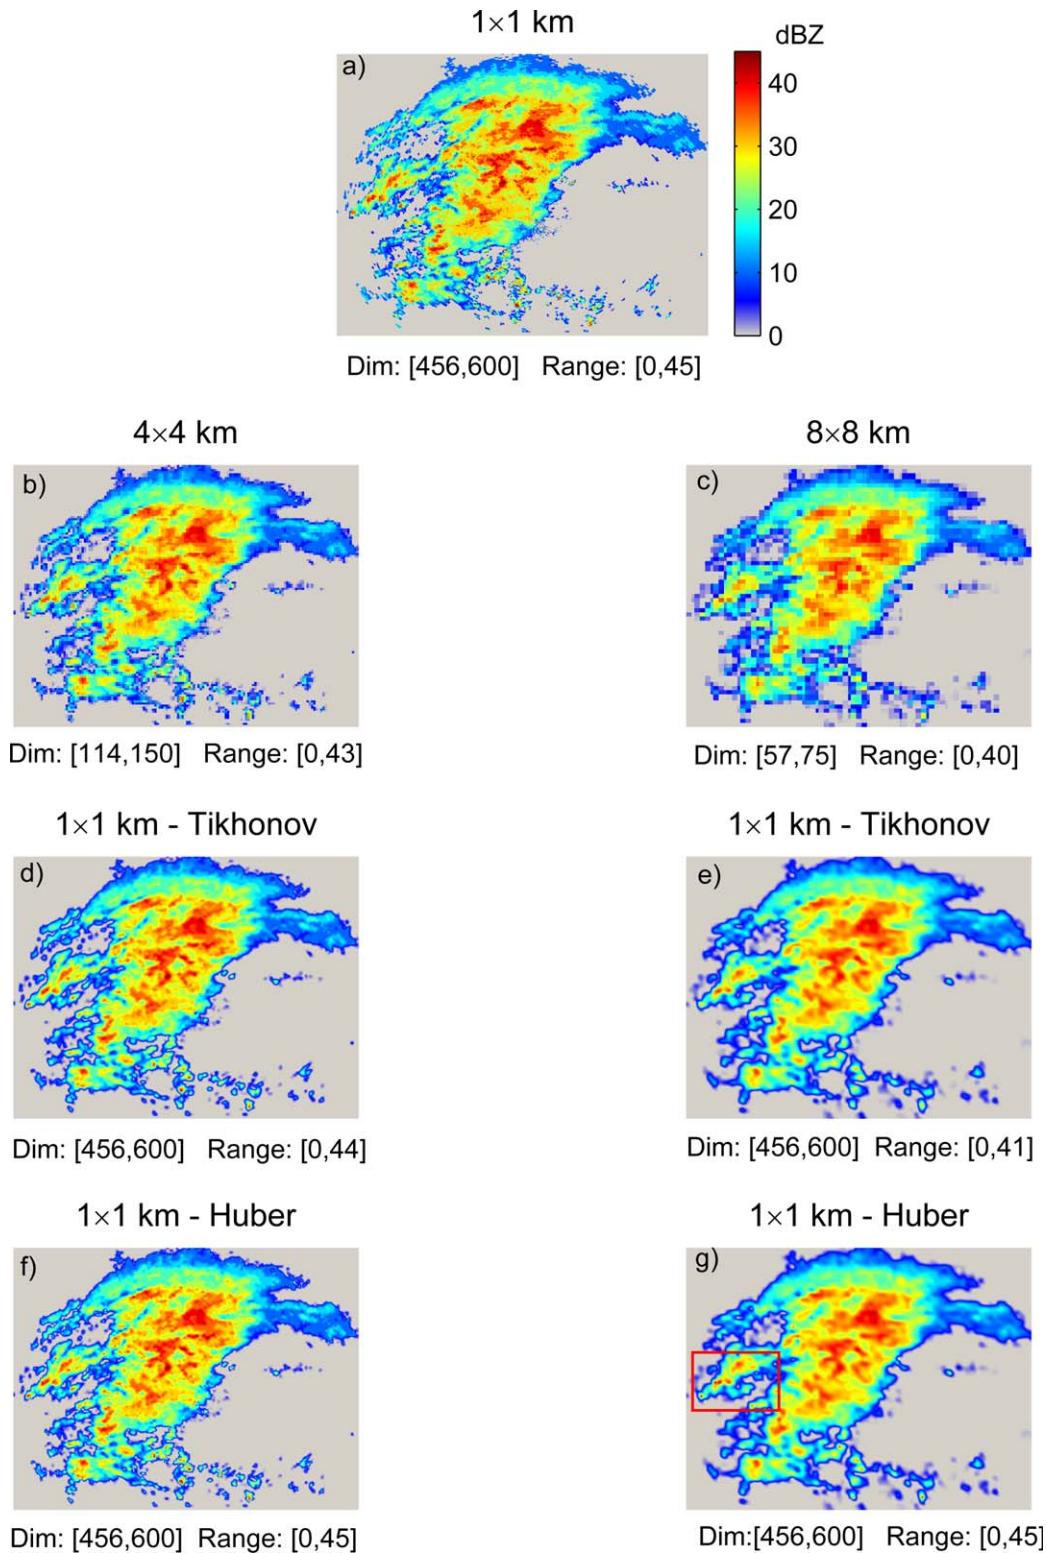 1×1 km
dBZ
a)
40
30
20
10
0
Dim: [456,600] Range: [0,45]
4×4 km
8×8 km
b)
c)
Dim: [114,150] Range: [0,43]
Dim: [57,75] Range: [0,40]
1×1 km - Tikhonov
1×1 km - Tikhonov
d)
e)
Dim: [456,600] Range: [0,44]
Dim: [456,600] Range: [0,41]
1×1 km - Huber
1×1 km - Huber
f)
g)
Dim: [456,600] Range: [0,45]
Dim:[456,600] Range: [0,45]